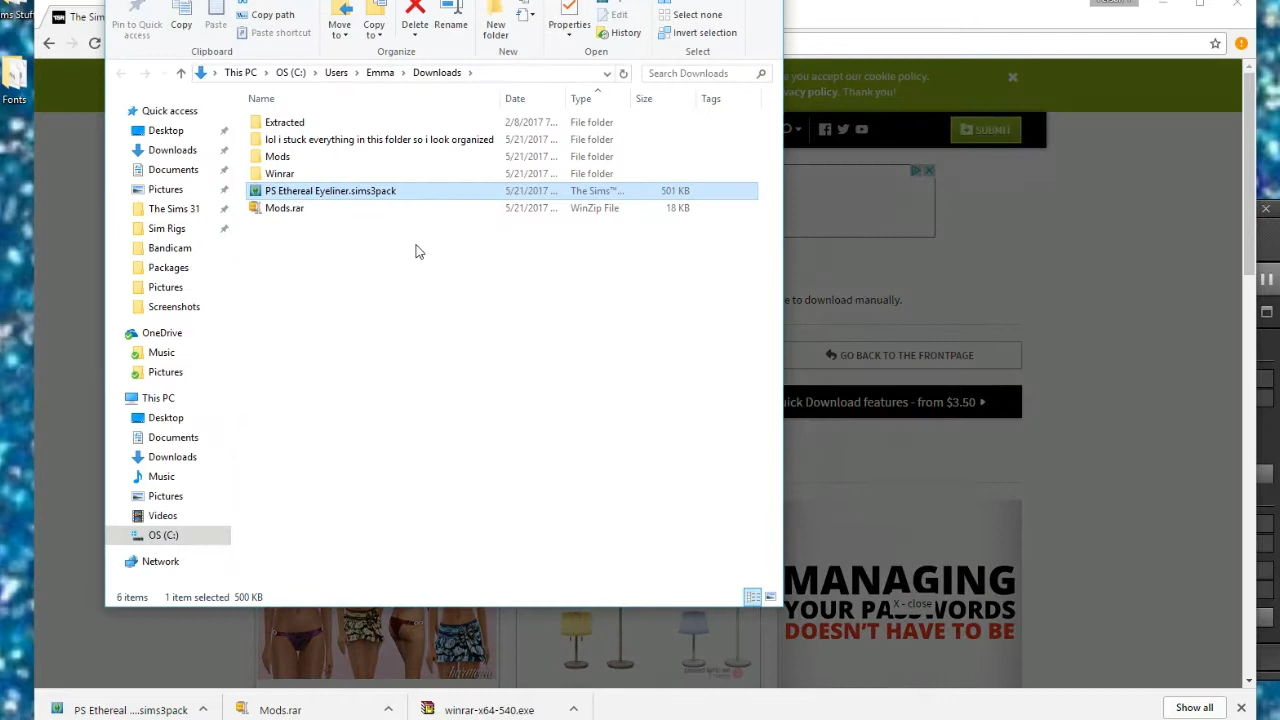 ms Stuff
Fonts
TSR The Sim
Pin to Quick access
Copy
Paste
Copy path
Paste shortcut
Clipboard
Move to
Copy to
Delete
Rename
Organize
New folder
New
Properties
Edit
History
Open
Select none
Invert selection
Select
This PC > OS (C:) > Users > Emma > Downloads >
Search Downloads
Name Date Type Size Tags
Extracted 2/8/2017 7... File folder
lol i stuck everything in this folder so i look organized 5/21/2017 ... File folder
Mods 5/21/2017 ... File folder
Winrar 5/21/2017 ... File folder
PS Ethereal Eyeliner.sims3pack 5/21/2017 ... The Sims™... 501 KB
Mods.rar 5/21/2017 ... WinZip File 18 KB
Quick access
Desktop
Downloads
Documents
Pictures
The Sims 31
Sim Rigs
Bandicam
Packages
Pictures
Screenshots
OneDrive
Music
Pictures
This PC
Desktop
Documents
Downloads
Music
Pictures
Videos
OS (C:)
Network
6 items 1 item selected 500 KB
e you accept our cookie policy.
vacy policy. Thank you!
SUBMIT
e to download manually.
GO BACK TO THE FRONTPAGE
uick Download features - from $3.50
MANAGING
YOUR PASSWORDS
DOESN'T HAVE TO BE
X - close
PS Ethereal ....sims3pack
Mods.rar
winrar-x64-540.exe
Show all